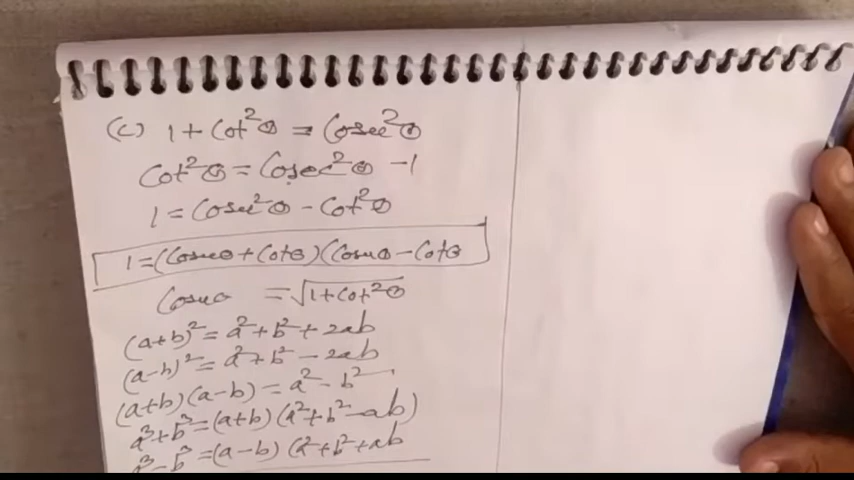 (C) 1 + Cot²θ = Cosec²θ
Cot²θ = Cosec²θ - 1
1 = Cosec²θ - Cot²θ
1 = (Cosecθ + Cotθ) (Cosecθ - Cotθ
Cosecθ = √1 + Cot²θ
(a+b)² = a² + b² + 2ab
(a-b)² = a² + b² - 2ab
(a+b) (a-b) = a² - b²
a³ + b³ = (a+b) (a² + b² - ab)
a³ - b³ = (a-b) (a² + b² + ab